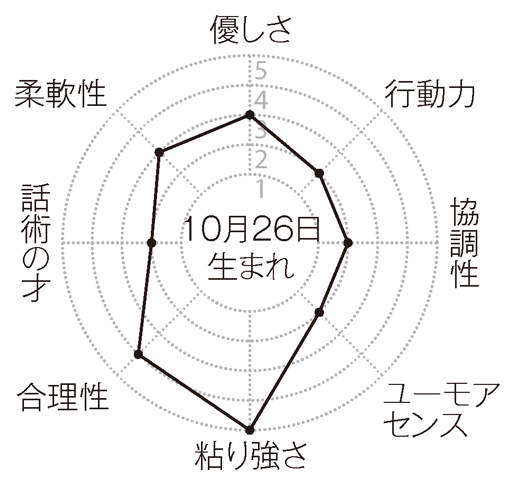 優しさ
行動力
協調性
ユーモア
センス
粘り強さ
合理性
話術の才
柔軟性
5
4
3
2
1
10月26日
生まれ